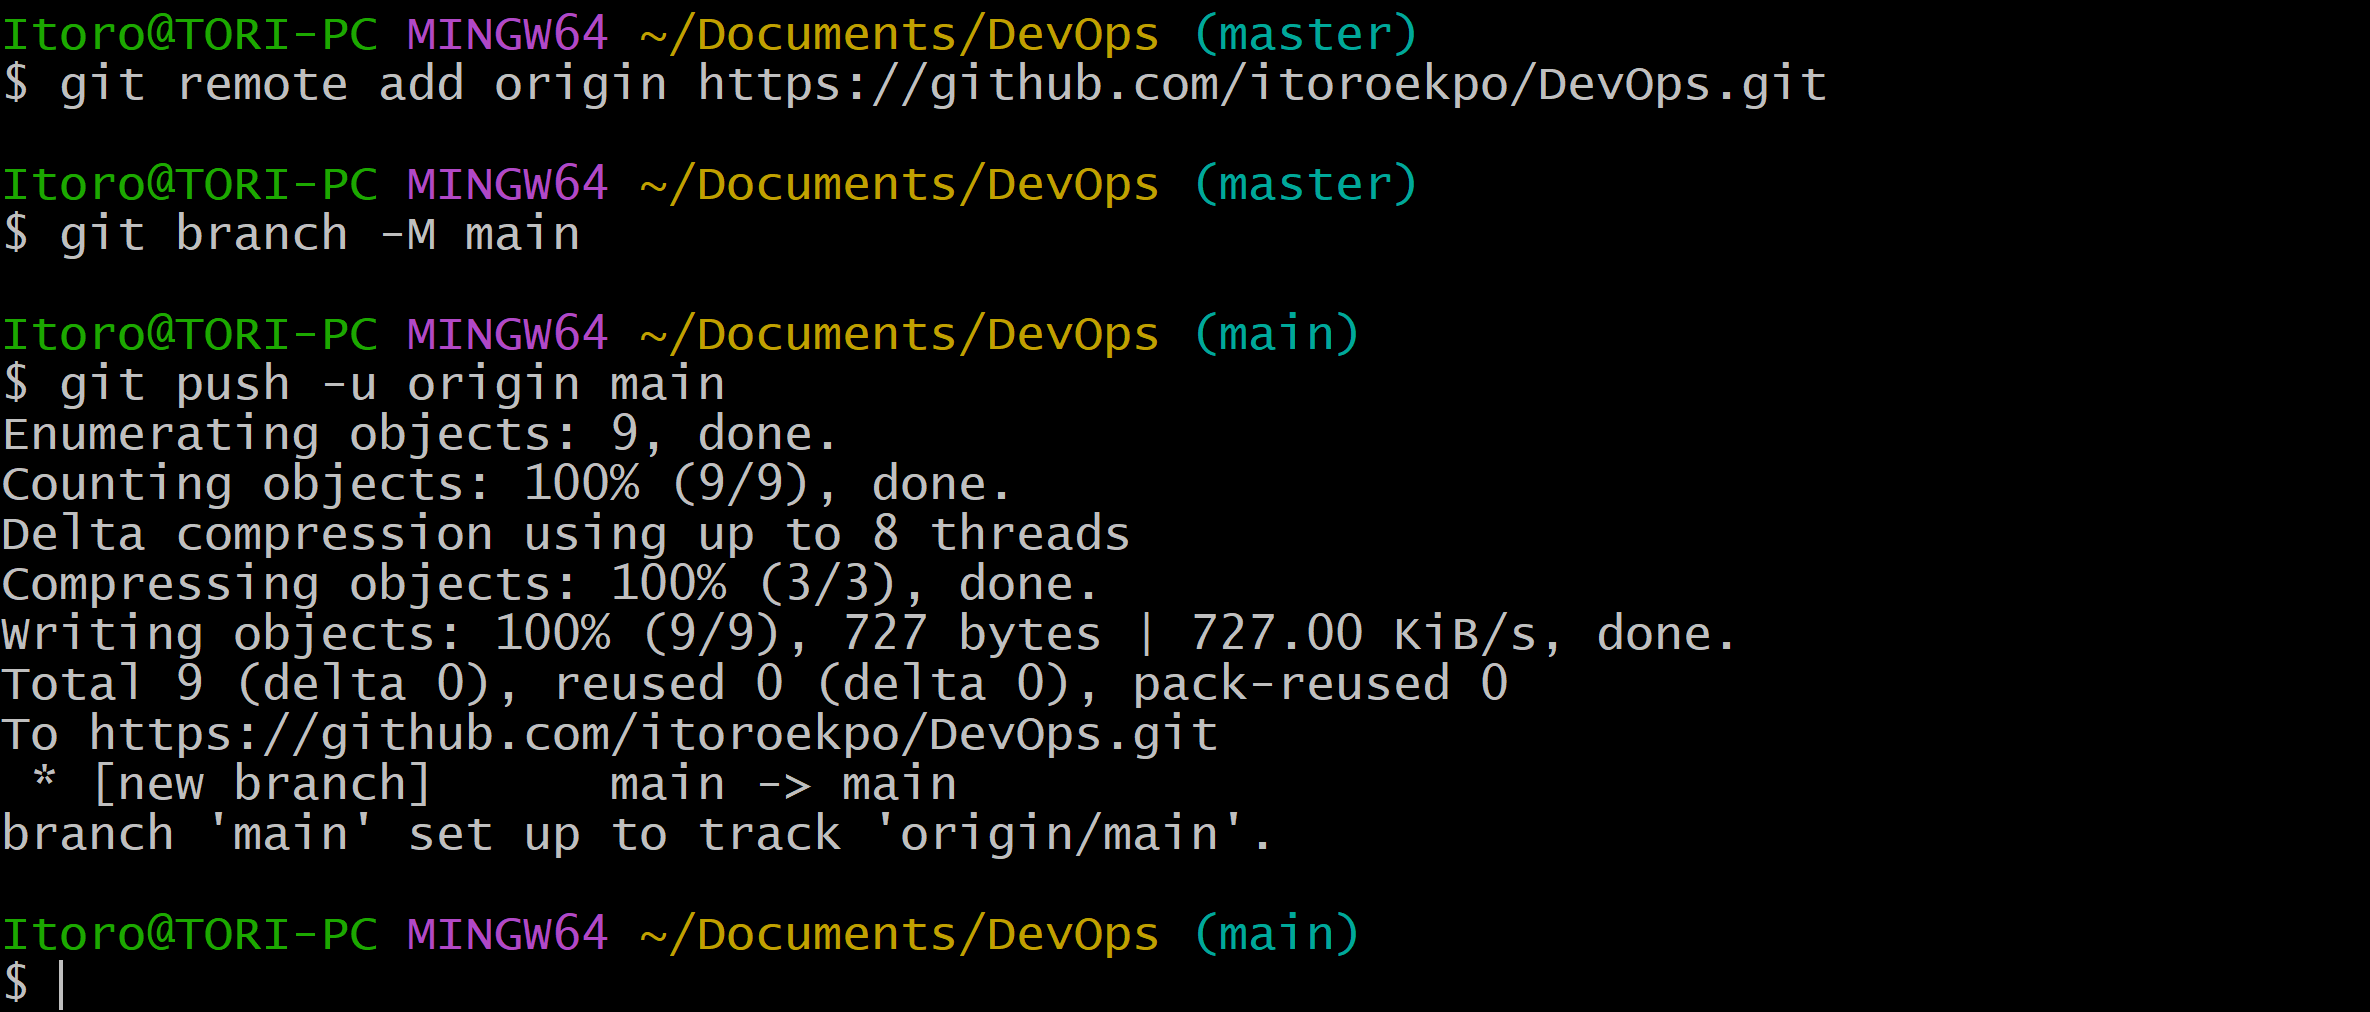 Itoro@TORI-PC MINGW64 ~/Documents/DevOps (master)
$ git remote add origin https://github.com/itoroekpo/DevOps.git
Itoro@TORI-PC MINGW64 ~/Documents/DevOps (master)
$ git branch -M main
Itoro@TORI-PC MINGW64 ~/Documents/DevOps (main)
$ git push -u origin main
Enumerating objects: 9, done.
Counting objects: 100% (9/9), done.
Delta compression using up to 8 threads
Compressing objects: 100% (3/3), done.
Writing objects: 100% (9/9), 727 bytes | 727.00 KiB/s, done.
Total 9 (delta 0), reused 0 (delta 0), pack-reused 0
To https://github.com/itoroekpo/DevOps.git
 * [new branch]      main -> main
branch 'main' set up to track 'origin/main'.
Itoro@TORI-PC MINGW64 ~/Documents/DevOps (main)
$